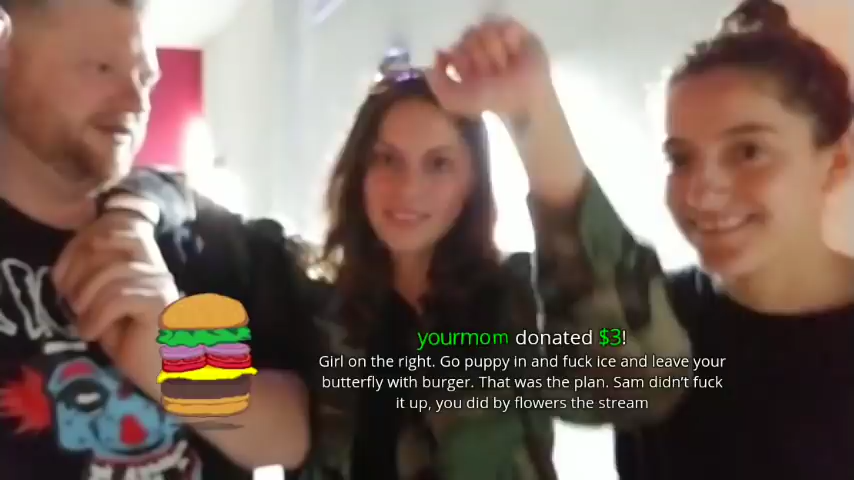 yourmom donated $3!
Girl on the right. Go puppy in and fuck ice and leave your
butterfly with burger. That was the plan. Sam didn't fuck
it up, you did by flowers the stream